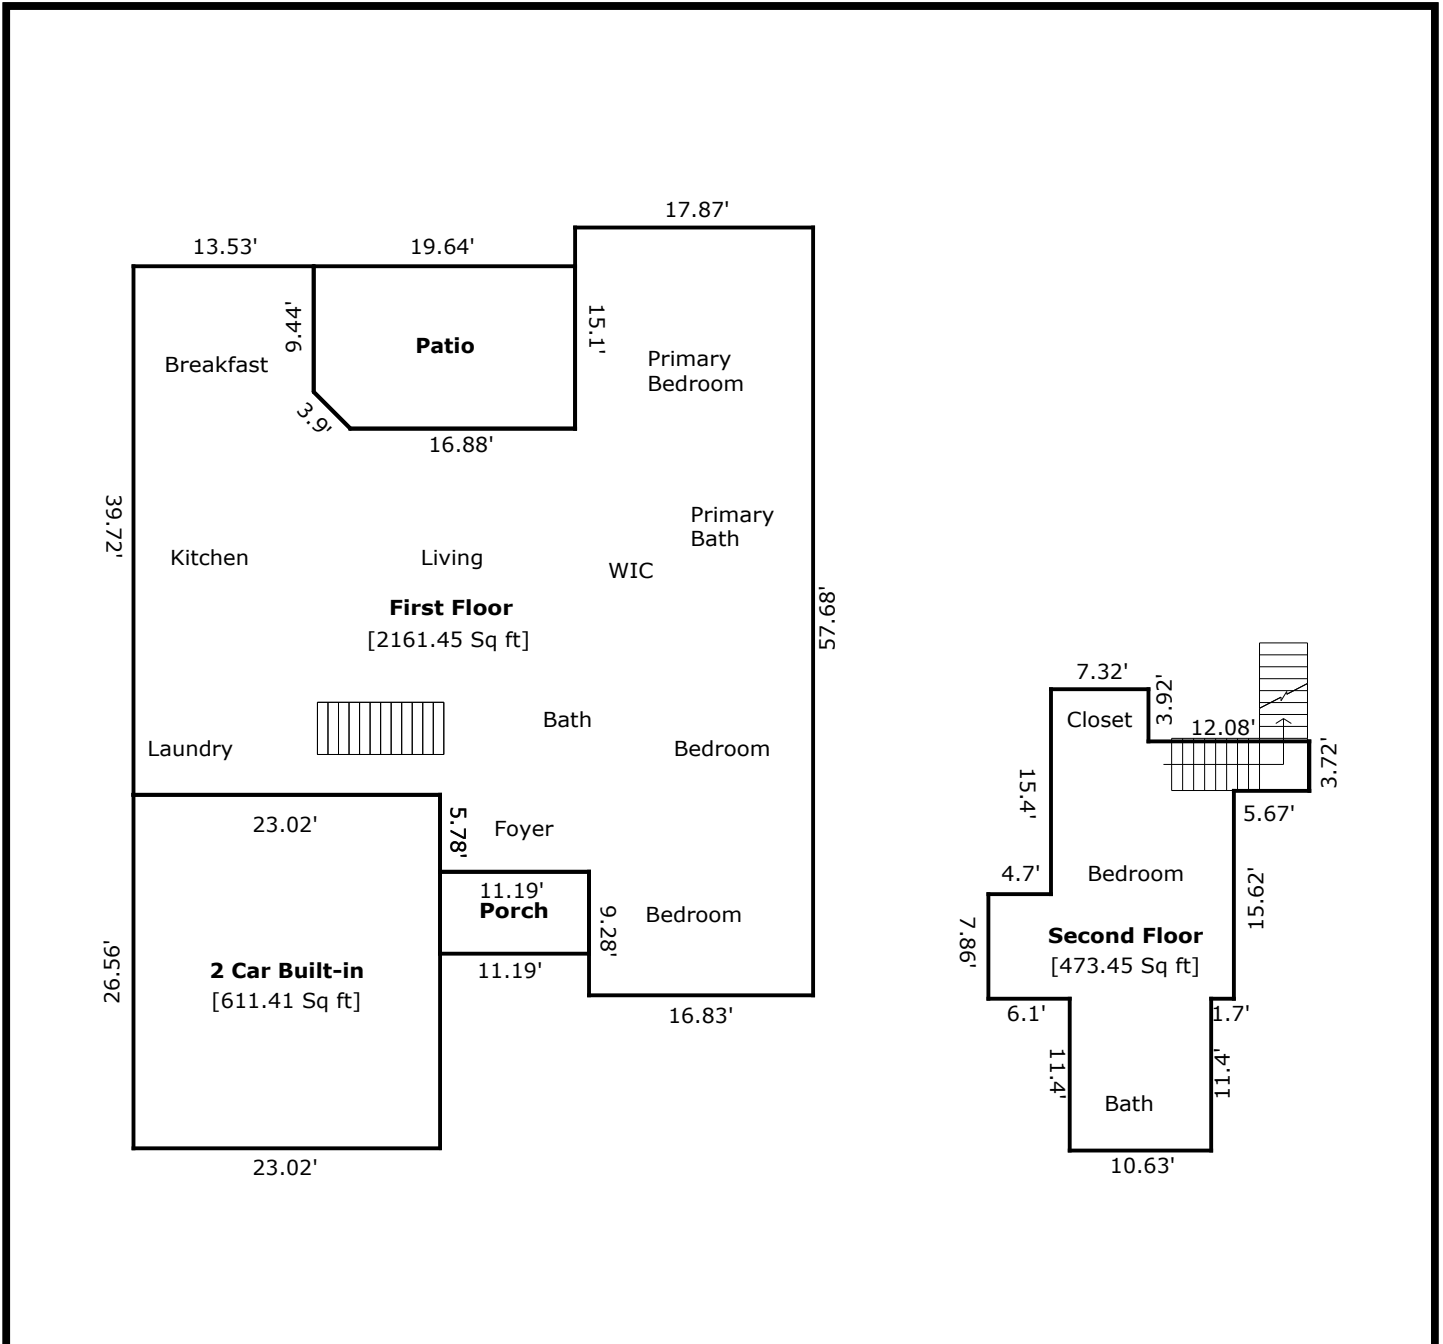 17.87'
13.53'
19.64'
9.44'
15.1'
Patio
Breakfast
Primary
Bedroom
3.9'
16.88'
39.72'
Primary
Bath
Kitchen
Living
WIC
First Floor
[2161.45 Sq ft]
57.68'
Bath
Laundry
Bedroom
23.02'
5.78'
Foyer
11.19'
Porch
9.28'
Bedroom
11.19'
26.56'
2 Car Built-in
[611.41 Sq ft]
16.83'
23.02'
7.32'
3.92'
Closet
12.08'
3.72'
15.4'
5.67'
4.7'
Bedroom
15.62'
7.86'
Second Floor
[473.45 Sq ft]
6.1'
1.7'
11.4'
11.4'
Bath
10.63'